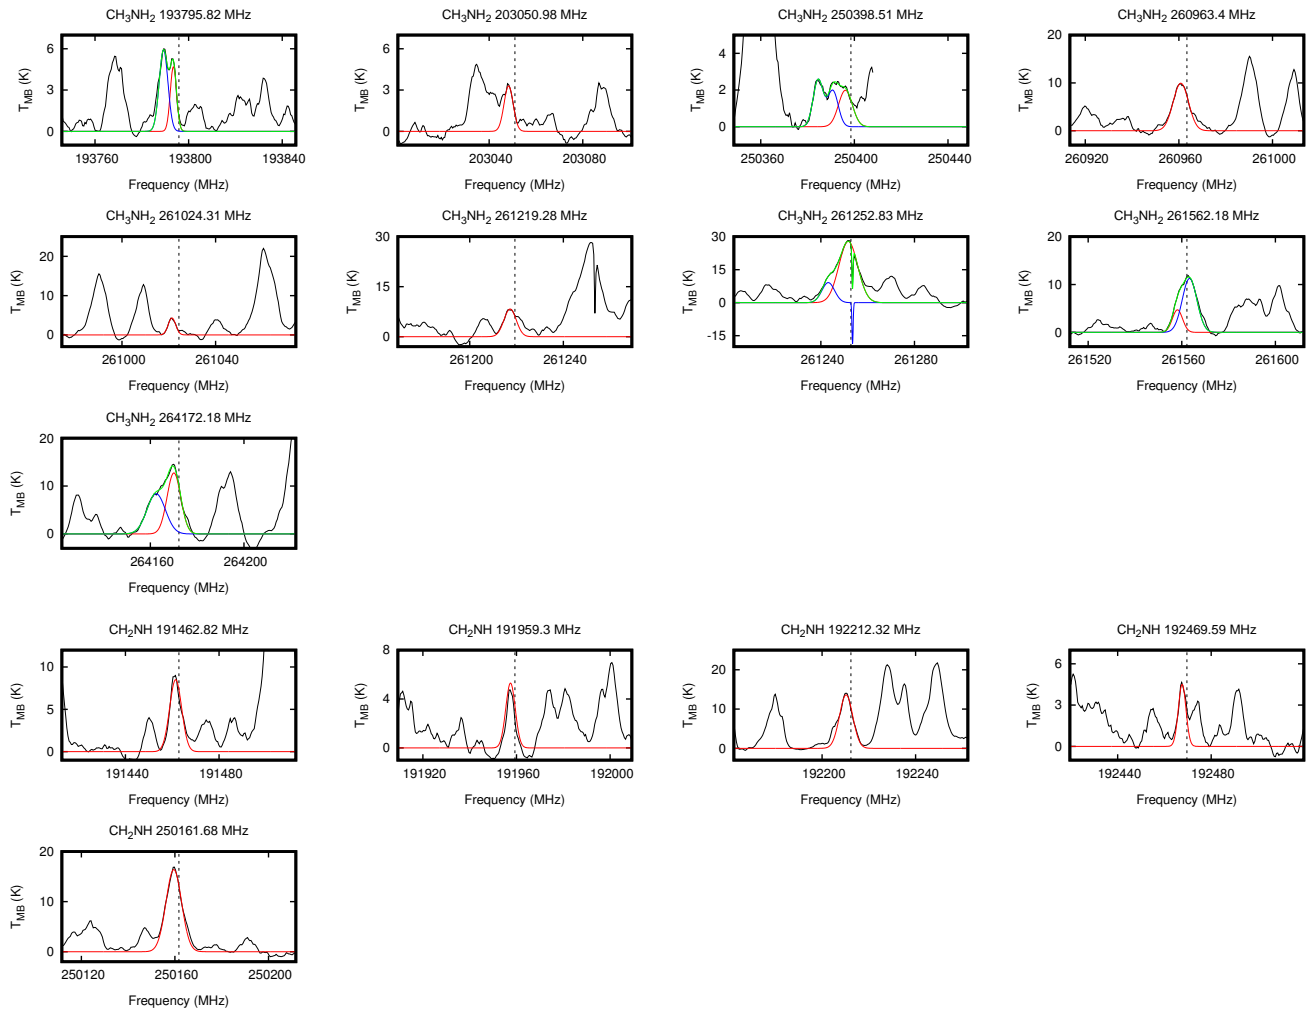 CH3NH2 193795.82 MHz
TMB (K)
6
3
0
193760 193800 193840
Frequency (MHz)
CH3NH2 203050.98 MHz
TMB (K)
6
3
0
203040 203080
Frequency (MHz)
CH3NH2 250398.51 MHz
TMB (K)
4
2
0
250360 250400 250440
Frequency (MHz)
CH3NH2 260963.4 MHz
TMB (K)
20
10
0
260920 260960 261000
Frequency (MHz)
CH3NH2 261024.31 MHz
TMB (K)
20
10
0
261000 261040
Frequency (MHz)
CH3NH2 261219.28 MHz
TMB (K)
30
15
0
261200 261240
Frequency (MHz)
CH3NH2 261252.83 MHz
TMB (K)
30
15
0
-15
261240 261280
Frequency (MHz)
CH3NH2 261562.18 MHz
TMB (K)
20
10
0
261520 261560 261600
Frequency (MHz)
CH3NH2 264172.18 MHz
TMB (K)
20
10
0
264160 264200
Frequency (MHz)
CH2NH 191462.82 MHz
TMB (K)
10
5
0
191440 191480
Frequency (MHz)
CH2NH 191959.3 MHz
TMB (K)
8
4
0
191920 191960 192000
Frequency (MHz)
CH2NH 192212.32 MHz
TMB (K)
20
10
0
192200 192240
Frequency (MHz)
CH2NH 192469.59 MHz
TMB (K)
6
3
0
192440 192480
Frequency (MHz)
CH2NH 250161.68 MHz
TMB (K)
20
10
0
250120 250160 250200
Frequency (MHz)